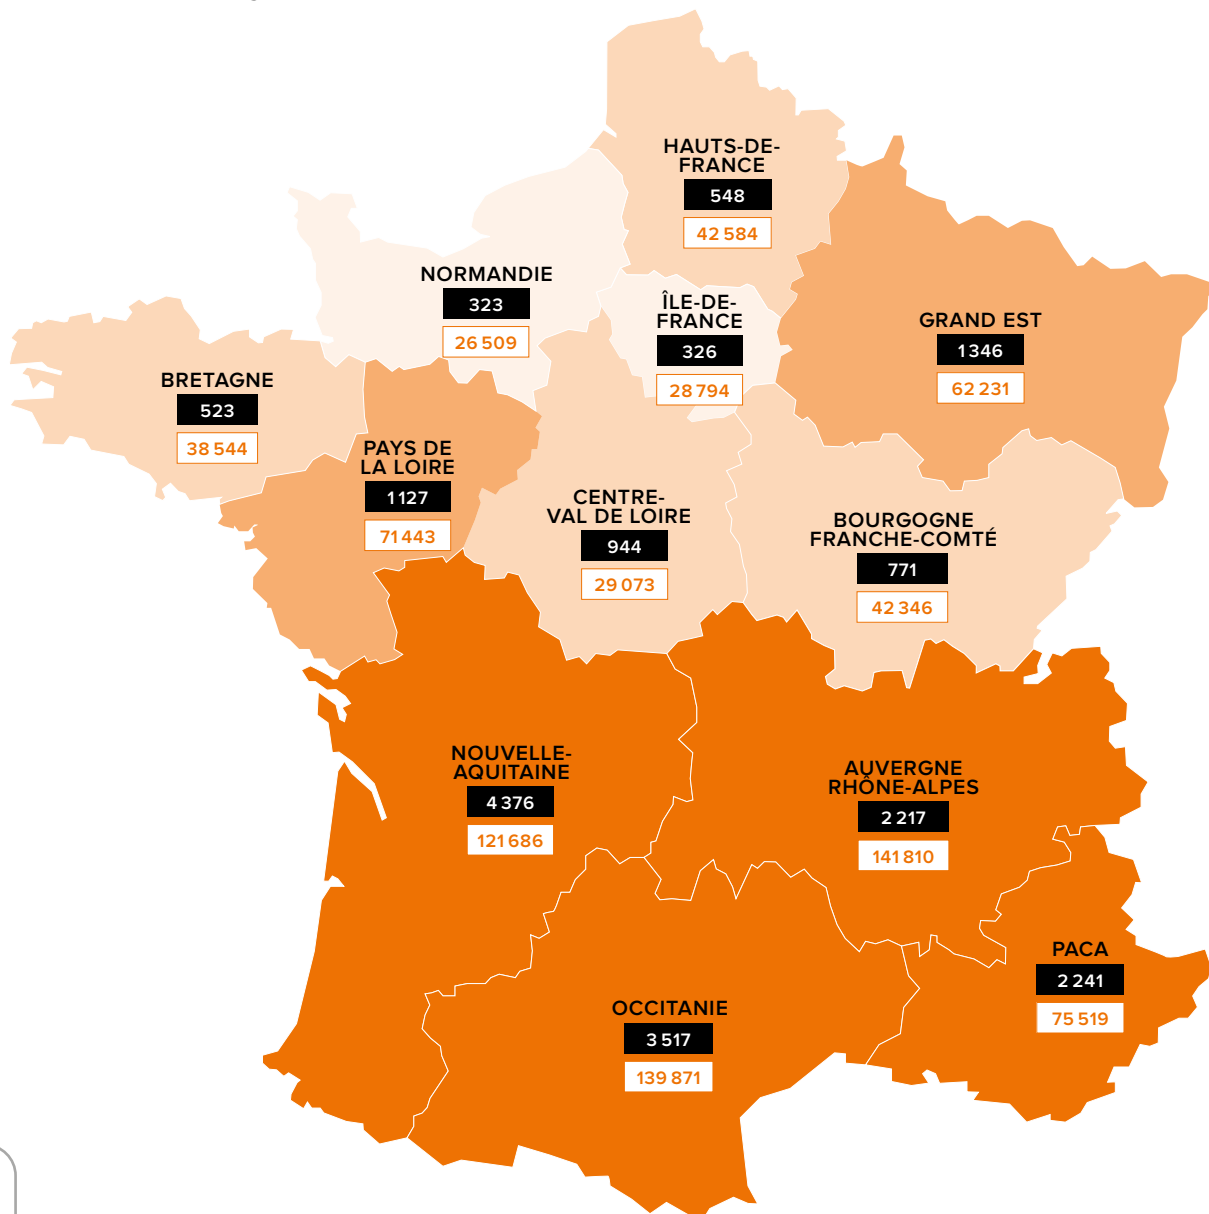 HAUTS-DE-
FRANCE
548
42 584
NORMANDIE
323
26 509
ÎLE-DE-
FRANCE
326
28 794
GRAND EST
1 346
62 231
BRETAGNE
523
38 544
PAYS DE
LA LOIRE
1 127
71 443
CENTRE-
VAL DE LOIRE
944
29 073
BOURGOGNE
FRANCHE-COMTÉ
771
42 346
NOUVELLE-
AQUITAINE
4 376
121 686
AUVERGNE
RHÔNE-ALPES
2 217
141 810
PACA
2 241
75 519
OCCITANIE
3 517
139 871